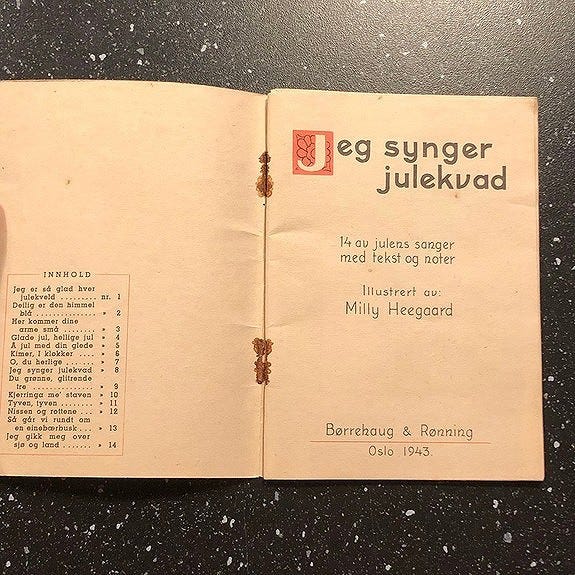 INNHOLD
Jeg er så glad hver
julekveld ......... nr. 1
Deilig er den himmel
blå ............... » 2
Her kommer dine
arme små ........ » 3
Glade jul, hellige jul » 4
Å jul med din glede » 5
Kimer, I klokker .... » 6
O, du herlige ....... » 7
Jeg synger julekvad » 8
Du grønne, glitrende
tre ................ » 9
Kjerringa me' staven » 10
Tyven, tyven ........ » 11
Nissen og rottene ... » 12
Så går vi rundt om
en einebærbusk ... » 13
Jeg gikk meg over
sjø og land ....... » 14
Jeg synger
julekvad
14 av julens sanger
med tekst og noter
Illustrert av:
Milly Heegaard
Børrehaug & Rønning
Oslo 1943.